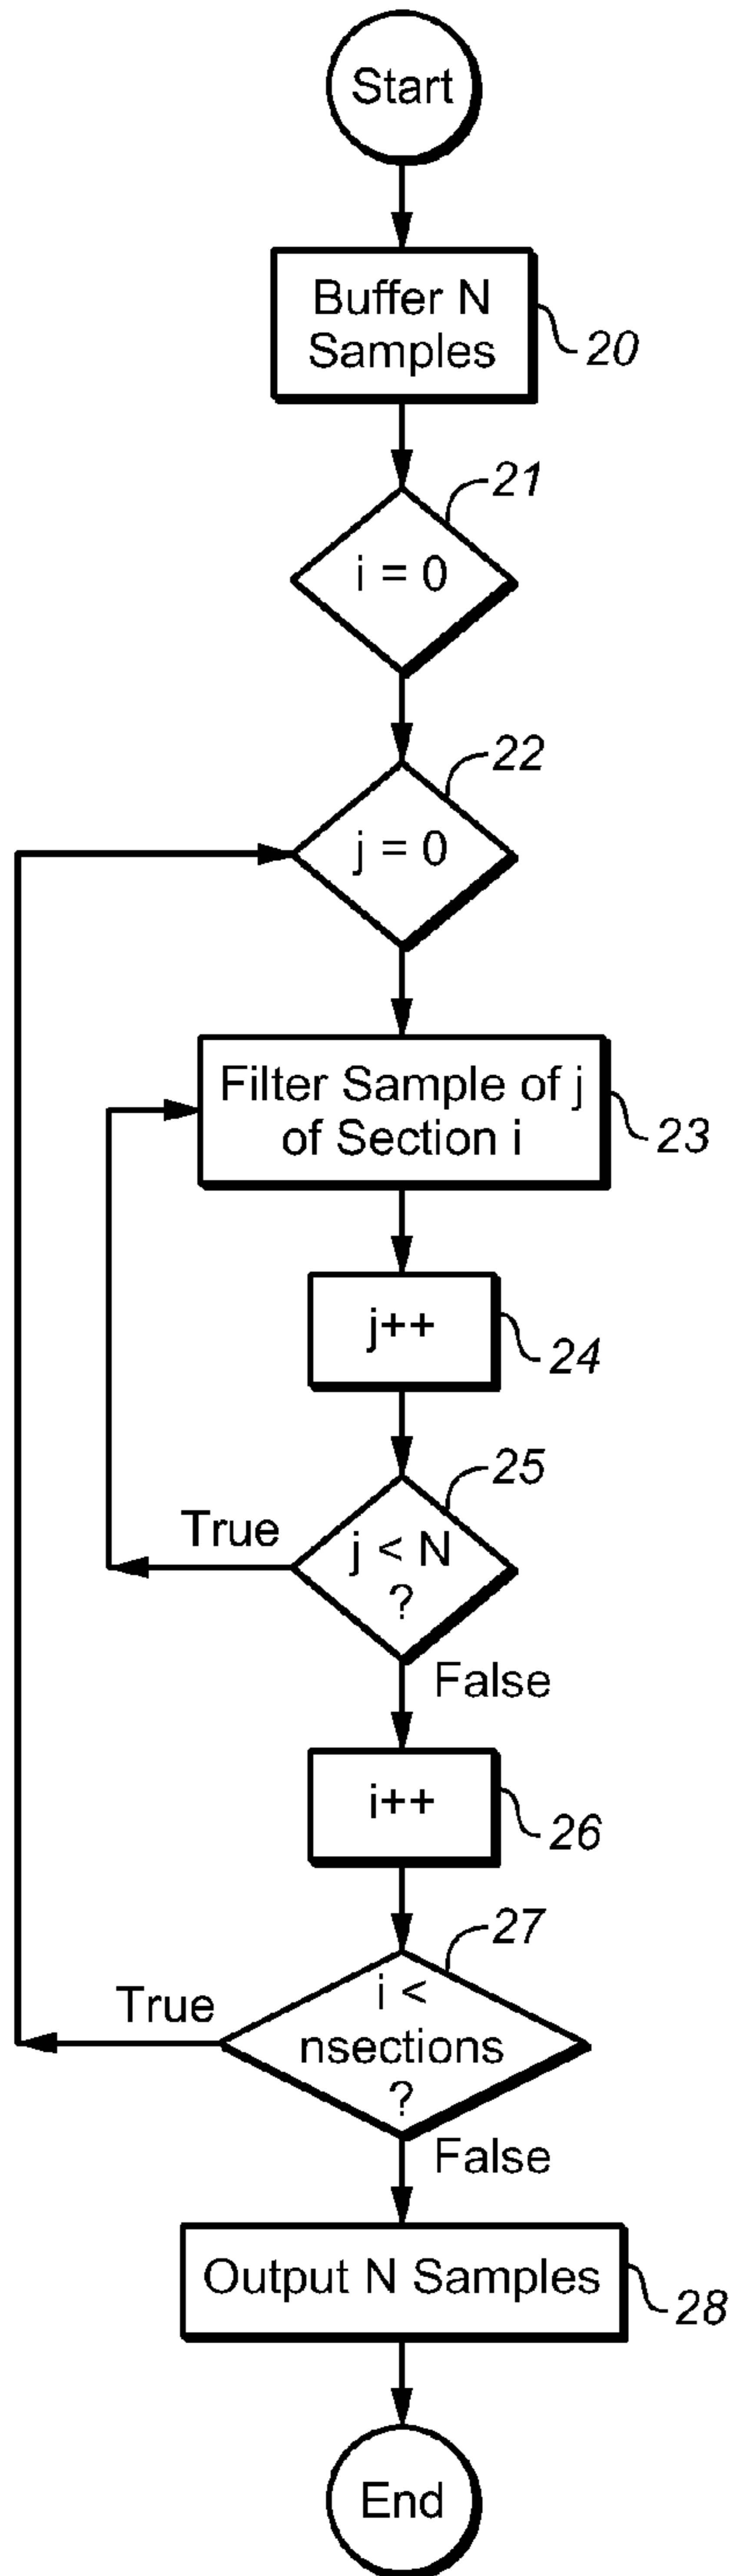 Start
Buffer N
Samples
20
21
i = 0
22
j = 0
Filter Sample of j
of Section i
23
j++
24
25
True
j < N
?
False
i++
26
27
True
i <
nsections
?
False
Output N Samples
28
End